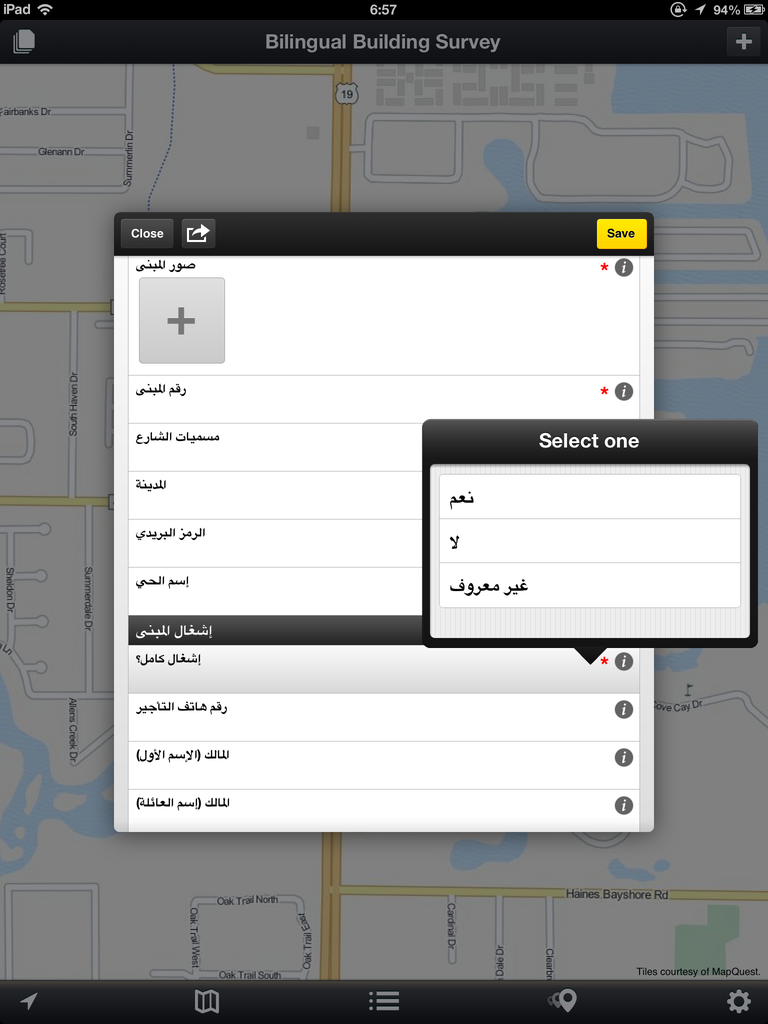 iPad
6:57
94%
Bilingual Building Survey
19
Fairbanks Dr
Glenann Dr
Summerlin Dr
Rosetree Court
Close
Save
صور المبنى
*
رقم المبنى
*
مسميات الشارع
المدينة
الرمز البريدي
إسم الحي
Select one
نعم
لا
غير معروف
إشغال المبنى
إشغال كامل؟
*
رقم هاتف التأجير
المالك (الإسم الأول)
المالك (إسم العائلة)
South Haven Dr
Sheldon Dr
Summerdale Dr
Allens Creek Dr
Cove Cay Dr
Haines Bayshore Rd
Oak Trail North
Oak Trail West
Oak Trail East
Oak Trail South
Cardinal Dr
Dale Dr
Clearbr
Tiles courtesy of MapQuest.